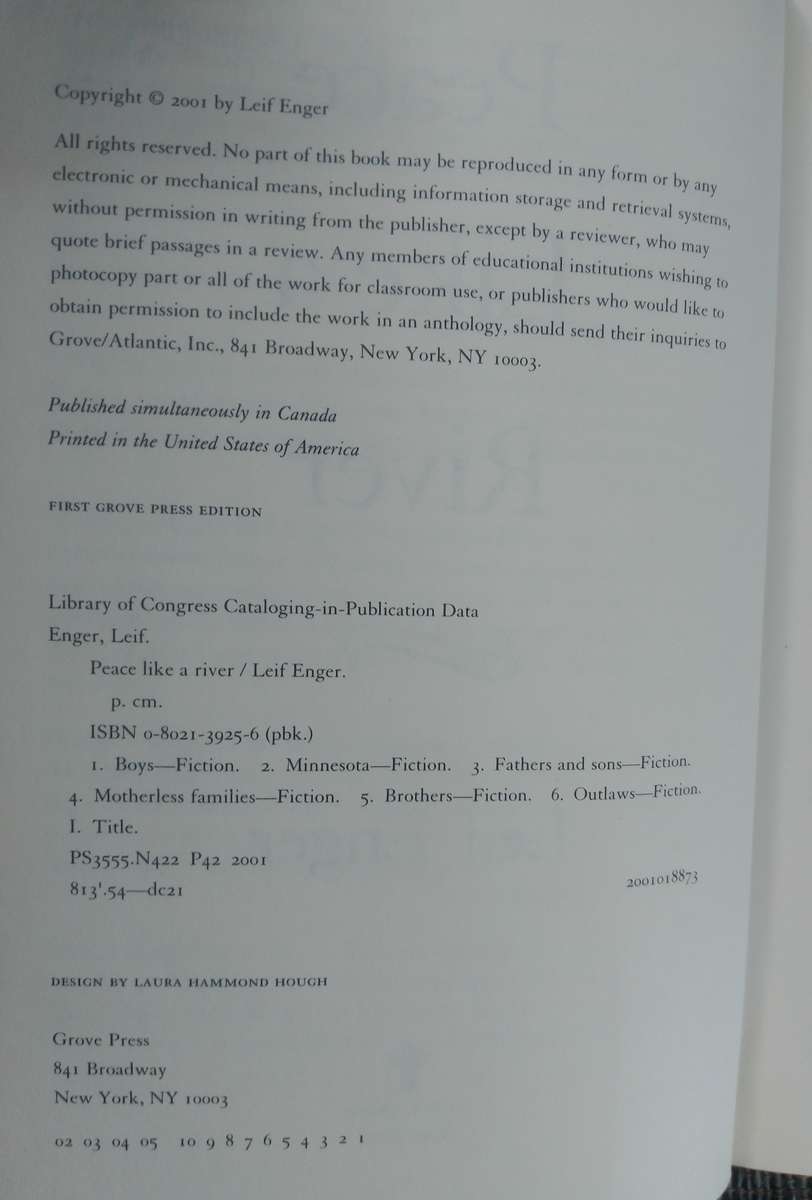 Copyright © 2001 by Leif Enger
All rights reserved. No part of this book may be reproduced in any form or by any
electronic or mechanical means, including information storage and retrieval systems,
without permission in writing from the publisher, except by a reviewer, who may
quote brief passages in a review. Any members of educational institutions wishing to
photocopy part or all of the work for classroom use, or publishers who would like to
obtain permission to include the work in an anthology, should send their inquiries to
Grove/Atlantic, Inc., 841 Broadway, New York, NY 10003.
Published simultaneously in Canada
Printed in the United States of America
FIRST GROVE PRESS EDITION
Library of Congress Cataloging-in-Publication Data
Enger, Leif.
Peace like a river / Leif Enger.
p. cm.
ISBN 0-8021-3925-6 (pbk.)
1. Boys—Fiction. 2. Minnesota—Fiction. 3. Fathers and sons—Fiction.
4. Motherless families—Fiction. 5. Brothers—Fiction. 6. Outlaws—Fiction.
I. Title.
PS3555.N422 P42 2001
813'.54—dc21 2001018873
DESIGN BY LAURA HAMMOND HOUGH
Grove Press
841 Broadway
New York, NY 10003
02 03 04 05 10 9 8 7 6 5 4 3 2 1